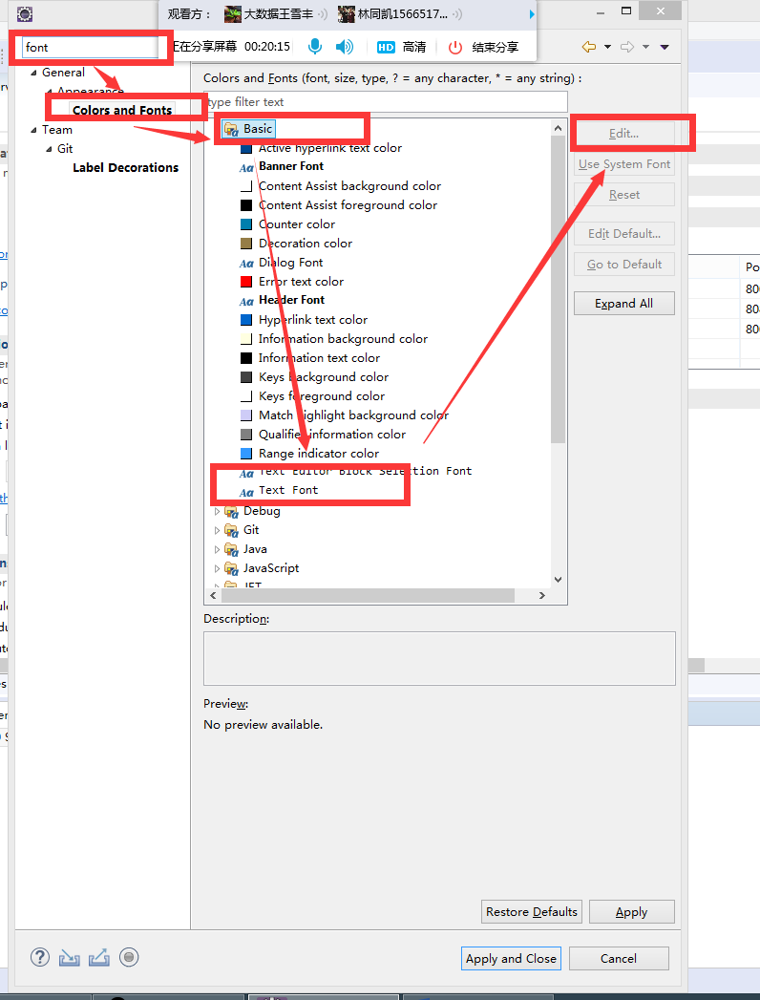 观看方：
大数据王雪丰
林同凯1566517...
正在分享屏幕 00:20:15
HD 高清
结束分享
font
General
Appearance
Colors and Fonts
Team
Git
Label Decorations
Colors and Fonts (font, size, type, ? = any character, * = any string) :
type filter text
Basic
Active hyperlink text color
Banner Font
Content Assist background color
Content Assist foreground color
Counter color
Decoration color
Dialog Font
Error text color
Header Font
Hyperlink text color
Information background color
Information text color
Keys background color
Keys foreground color
Match highlight background color
Qualifier information color
Range indicator color
Text Editor Block Selection Font
Text Font
Debug
Git
Java
JavaScript
Edit...
Use System Font
Reset
Edit Default...
Go to Default
Expand All
Description:
Preview:
No preview available.
Restore Defaults
Apply
Apply and Close
Cancel